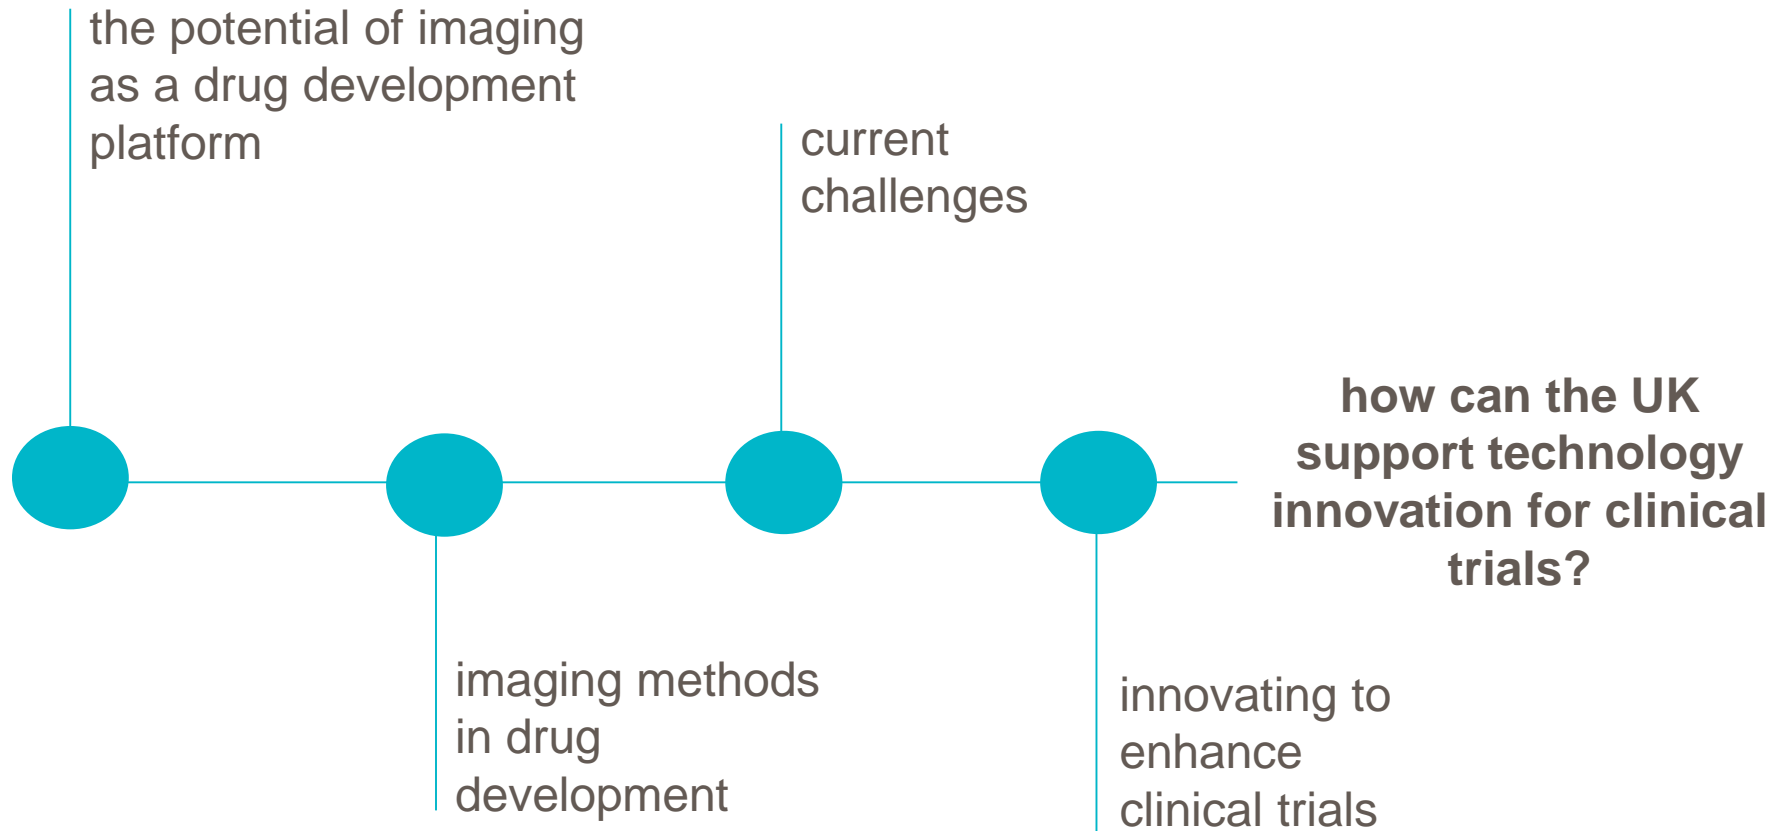 the potential of imaging
as a drug development
platform
imaging methods
in drug
development
current
challenges
innovating to
enhance
clinical trials
how can the UK
support technology
innovation for clinical
trials?